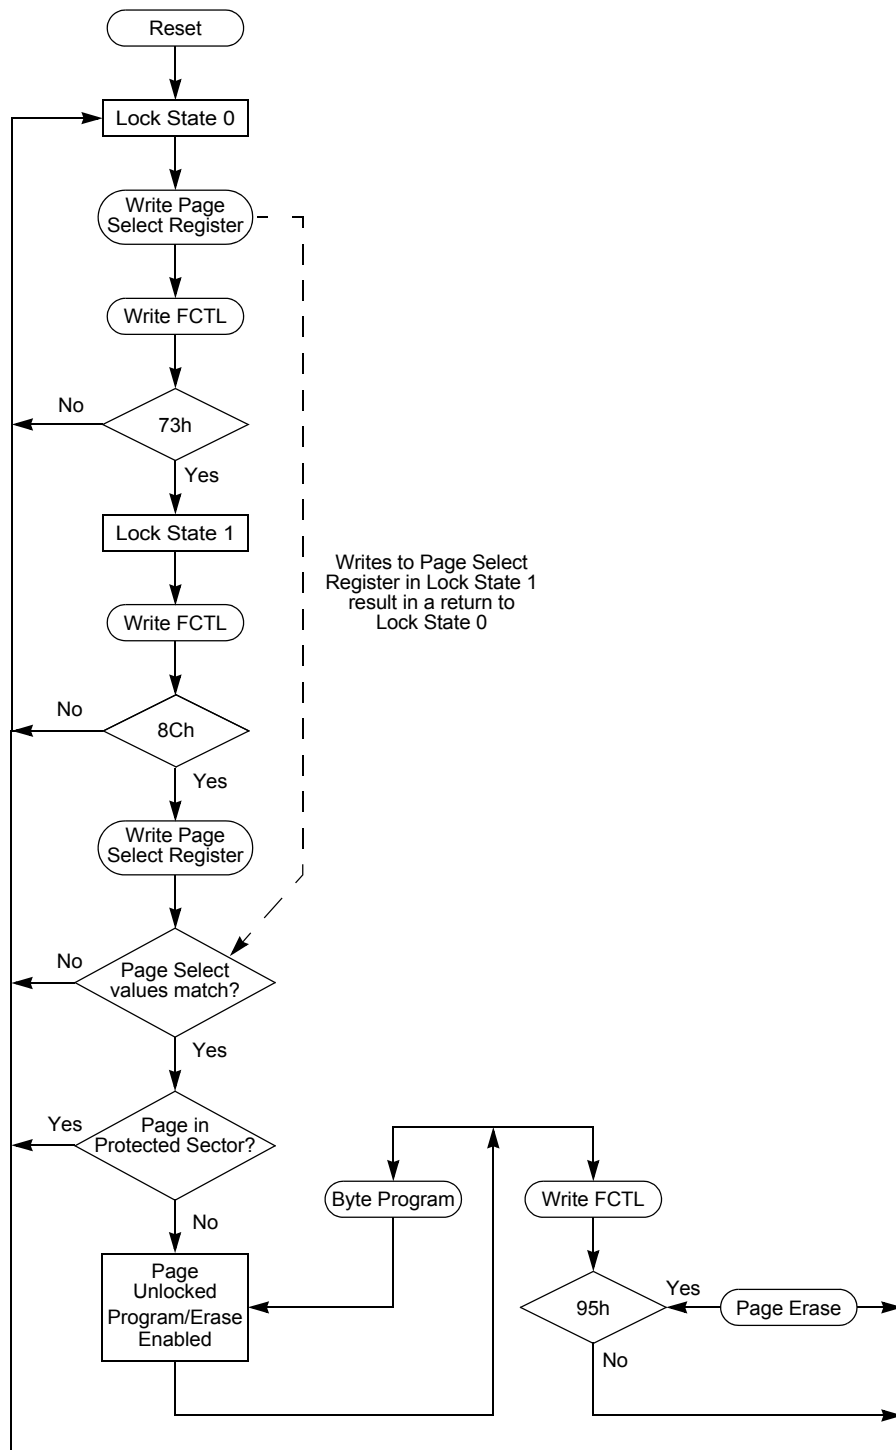 Reset
Lock State 0
Write Page
Select Register
Write FCTL
No
73h
Yes
Lock State 1
Writes to Page Select
Register in Lock State 1
result in a return to
Lock State 0
Write FCTL
No
8Ch
Yes
Write Page
Select Register
No
Page Select
values match?
Yes
Yes
Page in
Protected Sector?
No
Byte Program
Write FCTL
Page
Unlocked
Program/Erase
Enabled
95h
Yes
Page Erase
No